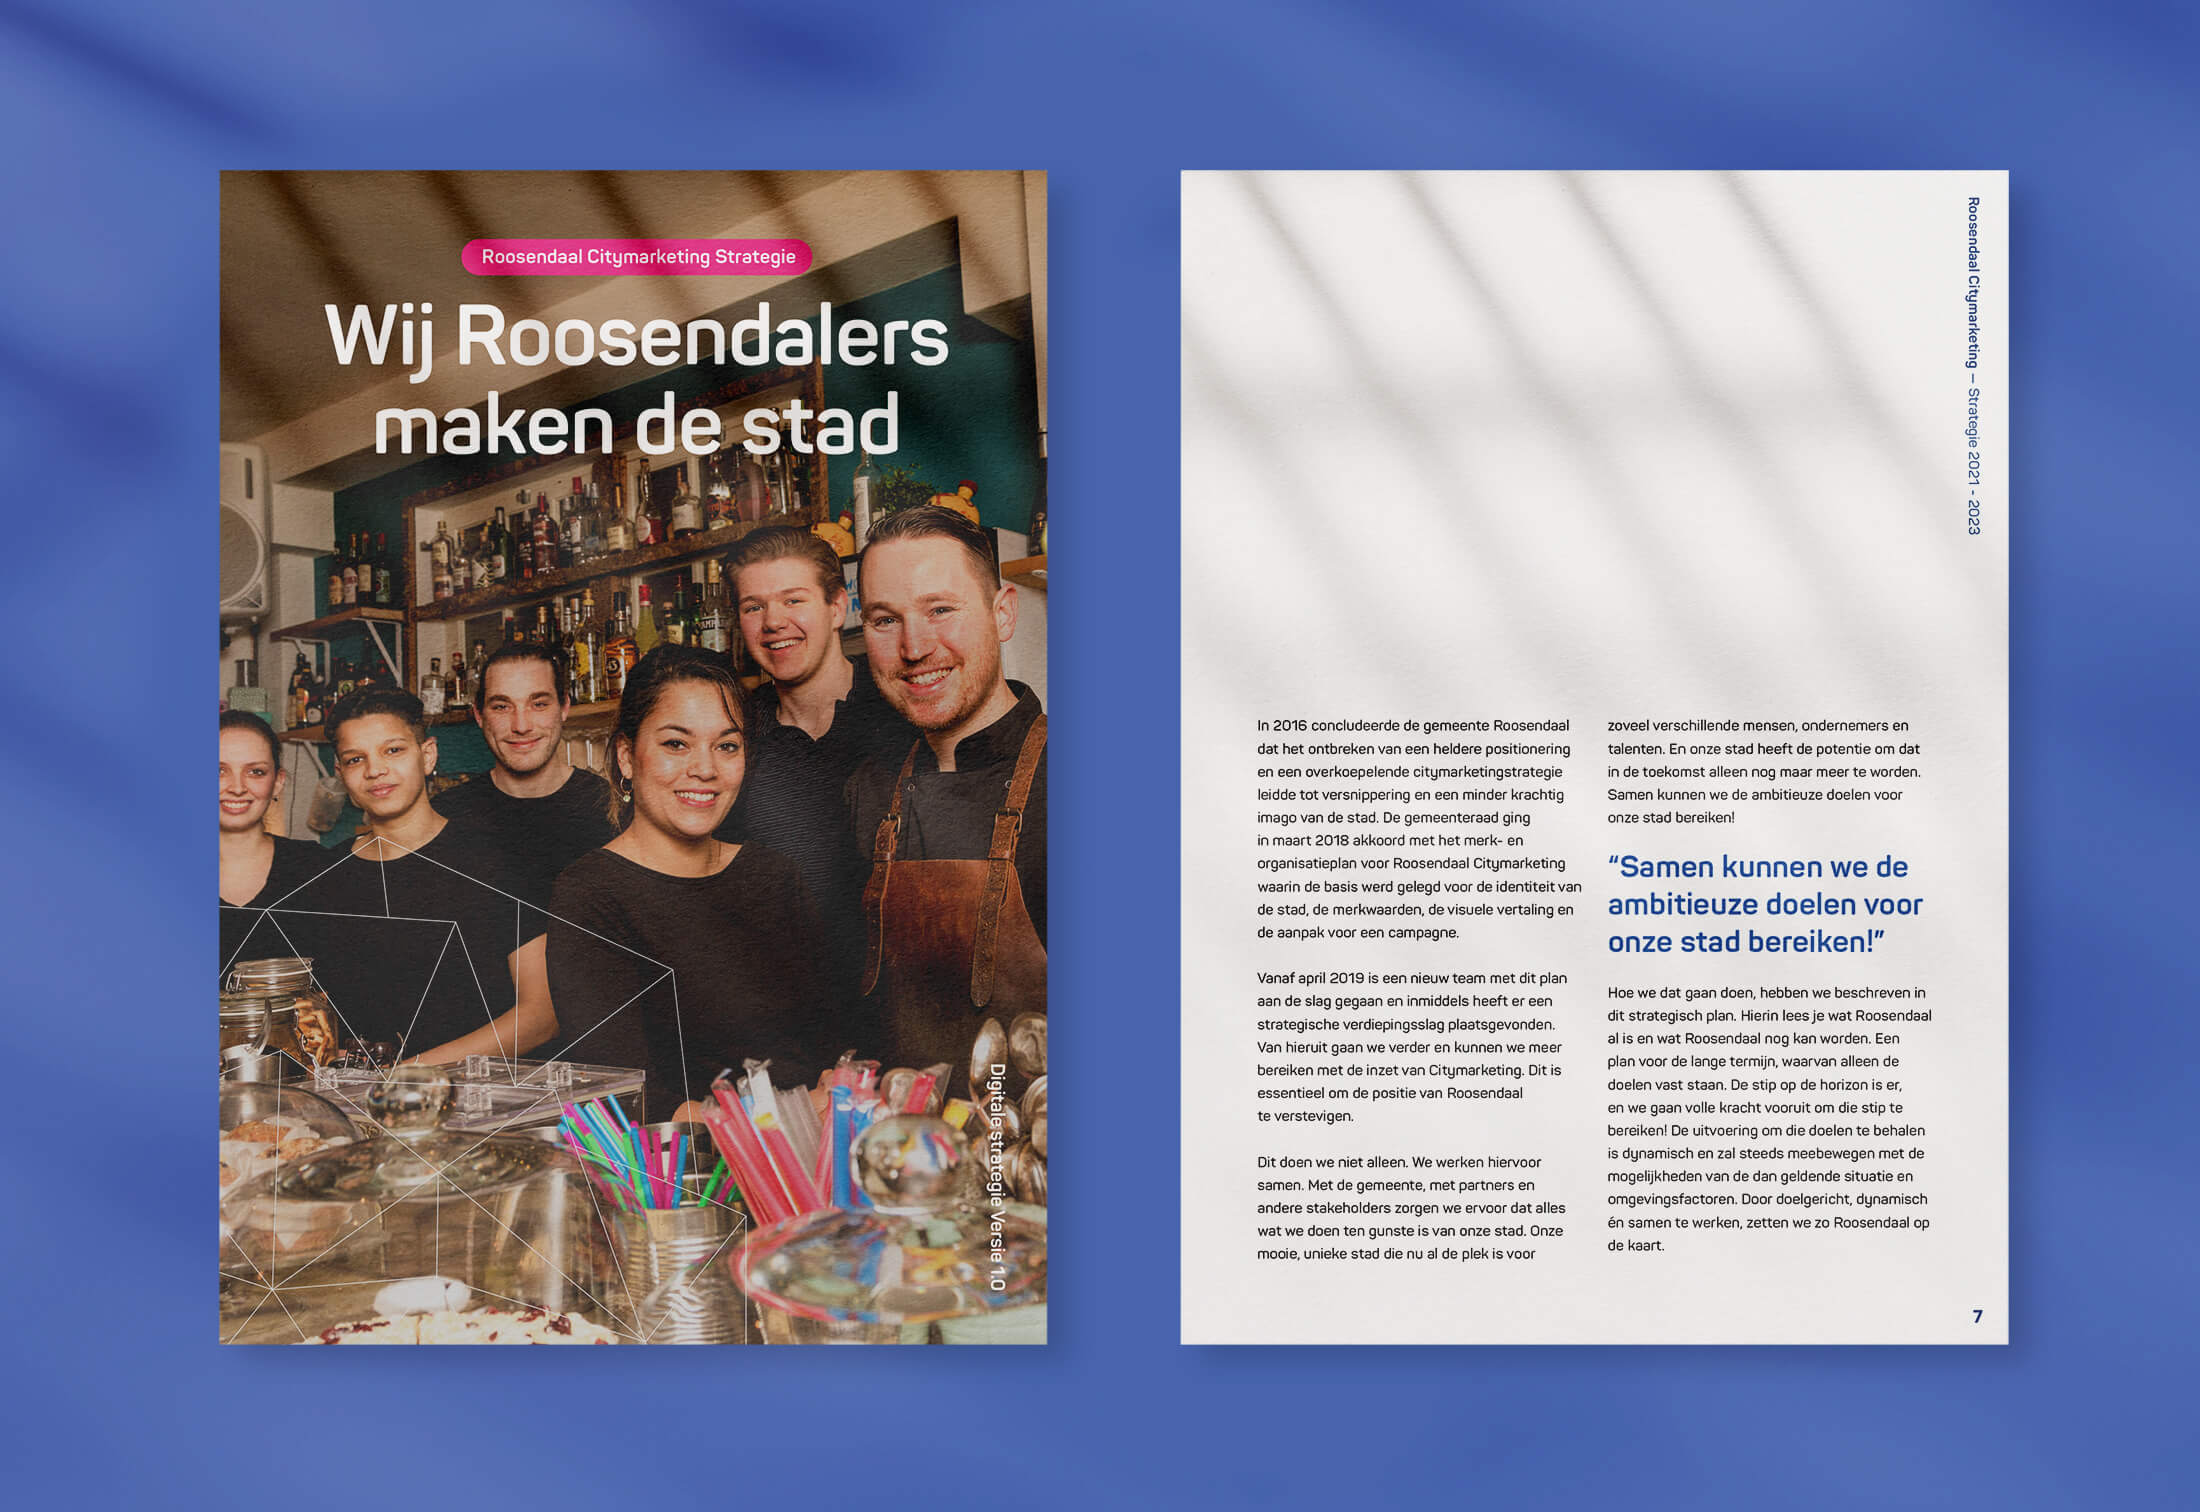 Roosendaal Citymarketing Strategie
Wij Roosendalers
maken de stad
Digitale strategie Versie 1.0
Roosendaal Citymarketing – Strategie 2021 - 2023
In 2016 concludeerde de gemeente Roosendaal
dat het ontbreken van een heldere positionering
en een overkoepelende citymarketingstrategie
leidde tot versnippering en een minder krachtig
imago van de stad. De gemeenteraad ging
in maart 2018 akkoord met het merk- en
organisatieplan voor Roosendaal Citymarketing
waarin de basis werd gelegd voor de identiteit van
de stad, de merkwaarden, de visuele vertaling en
de aanpak voor een campagne.
Vanaf april 2019 is een nieuw team met dit plan
aan de slag gegaan en inmiddels heeft er een
strategische verdiepingsslag plaatsgevonden.
Van hieruit gaan we verder en kunnen we meer
bereiken met de inzet van Citymarketing. Dit is
essentieel om de positie van Roosendaal
te verstevigen.
Dit doen we niet alleen. We werken hiervoor
samen. Met de gemeente, met partners en
andere stakeholders zorgen we ervoor dat alles
wat we doen ten gunste is van onze stad. Onze
mooie, unieke stad die nu al de plek is voor
zoveel verschillende mensen, ondernemers en
talenten. En onze stad heeft de potentie om dat
in de toekomst alleen nog maar meer te worden.
Samen kunnen we de ambitieuze doelen voor
onze stad bereiken!
“Samen kunnen we de
ambitieuze doelen voor
onze stad bereiken!”
Hoe we dat gaan doen, hebben we beschreven in
dit strategisch plan. Hierin lees je wat Roosendaal
al is en wat Roosendaal nog kan worden. Een
plan voor de lange termijn, waarvan alleen de
doelen vast staan. De stip op de horizon is er,
en we gaan volle kracht vooruit om die stip te
bereiken! De uitvoering om die doelen te behalen
is dynamisch en zal steeds meebewegen met de
mogelijkheden van de dan geldende situatie en
omgevingsfactoren. Door doelgericht, dynamisch
én samen te werken, zetten we zo Roosendaal op
de kaart.
7